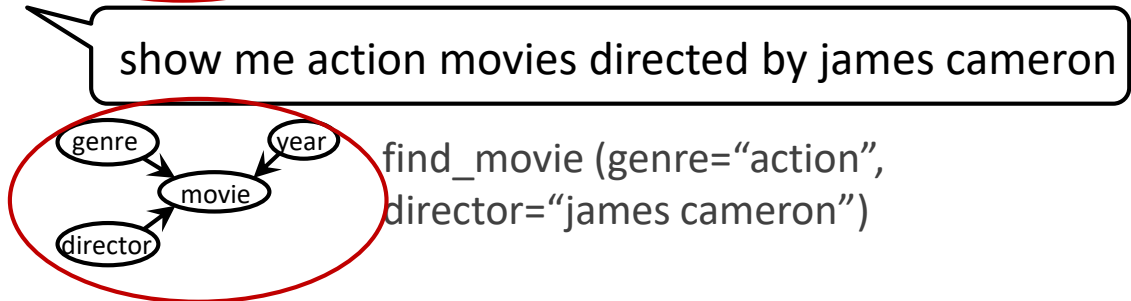 show me action movies directed by james cameron
genre
year
movie
director
find_movie (genre=“action”,
director=“james cameron”)